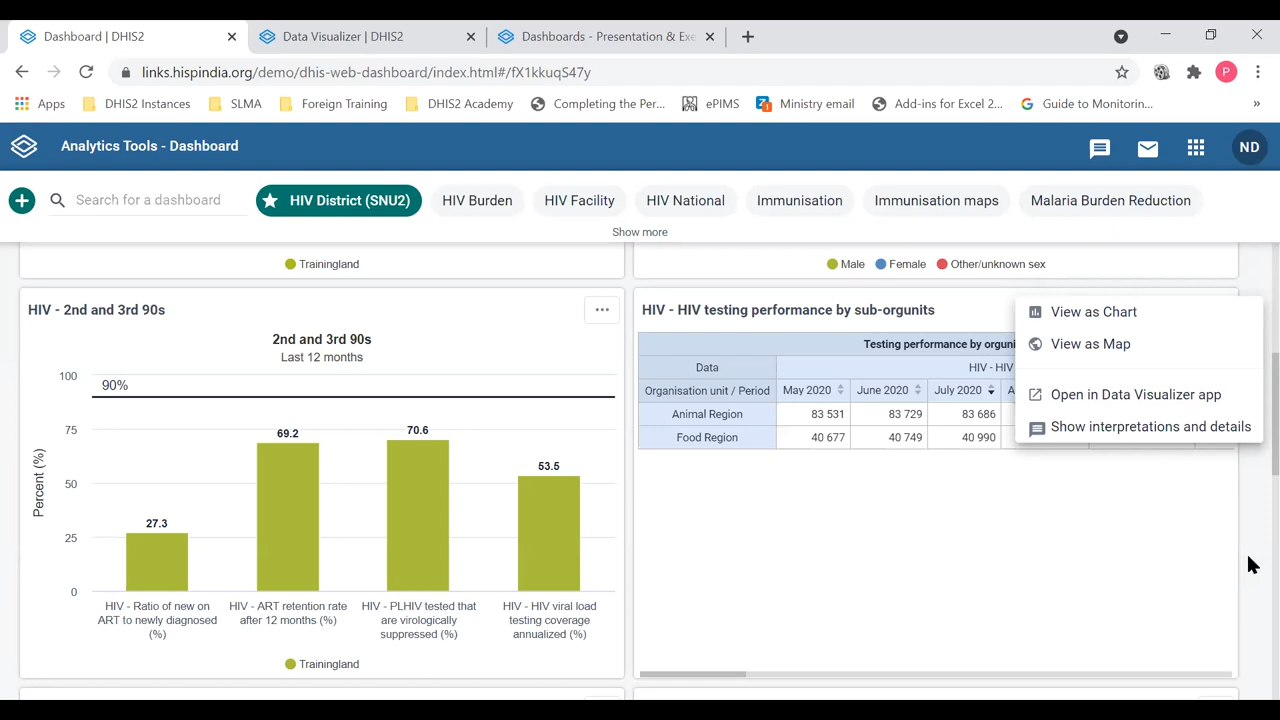 Dashboard | DHIS2
Data Visualizer | DHIS2
Dashboards - Presentation & Exe
links.hispindia.org/demo/dhis-web-dashboard/index.html#/fX1kkuqS47y
P
Apps
DHIS2 Instances
SLMA
Foreign Training
DHIS2 Academy
Completing the Per...
ePIMS
Ministry email
Add-ins for Excel 2...
Guide to Monitorin...
»
Analytics Tools - Dashboard
ND
Search for a dashboard
HIV District (SNU2)
HIV Burden
HIV Facility
HIV National
Immunisation
Immunisation maps
Malaria Burden Reduction
Show more
Trainingland
Male Female Other/unknown sex
HIV - 2nd and 3rd 90s
2nd and 3rd 90s
Last 12 months
100
90%
75
50
25
0
Percent (%)
27.3
69.2
70.6
53.5
HIV - Ratio of new on
ART to newly diagnosed
(%)
HIV - ART retention rate
after 12 months (%)
HIV - PLHIV tested that
are virologically
suppressed (%)
HIV - HIV viral load
testing coverage
annualized (%)
Trainingland
HIV - HIV testing performance by sub-orgunits
Testing performance by orguni
Data HIV - HIV
Organisation unit / Period May 2020 June 2020 July 2020 A
Animal Region 83 531 83 729 83 686
Food Region 40 677 40 749 40 990
View as Chart
View as Map
Open in Data Visualizer app
Show interpretations and details